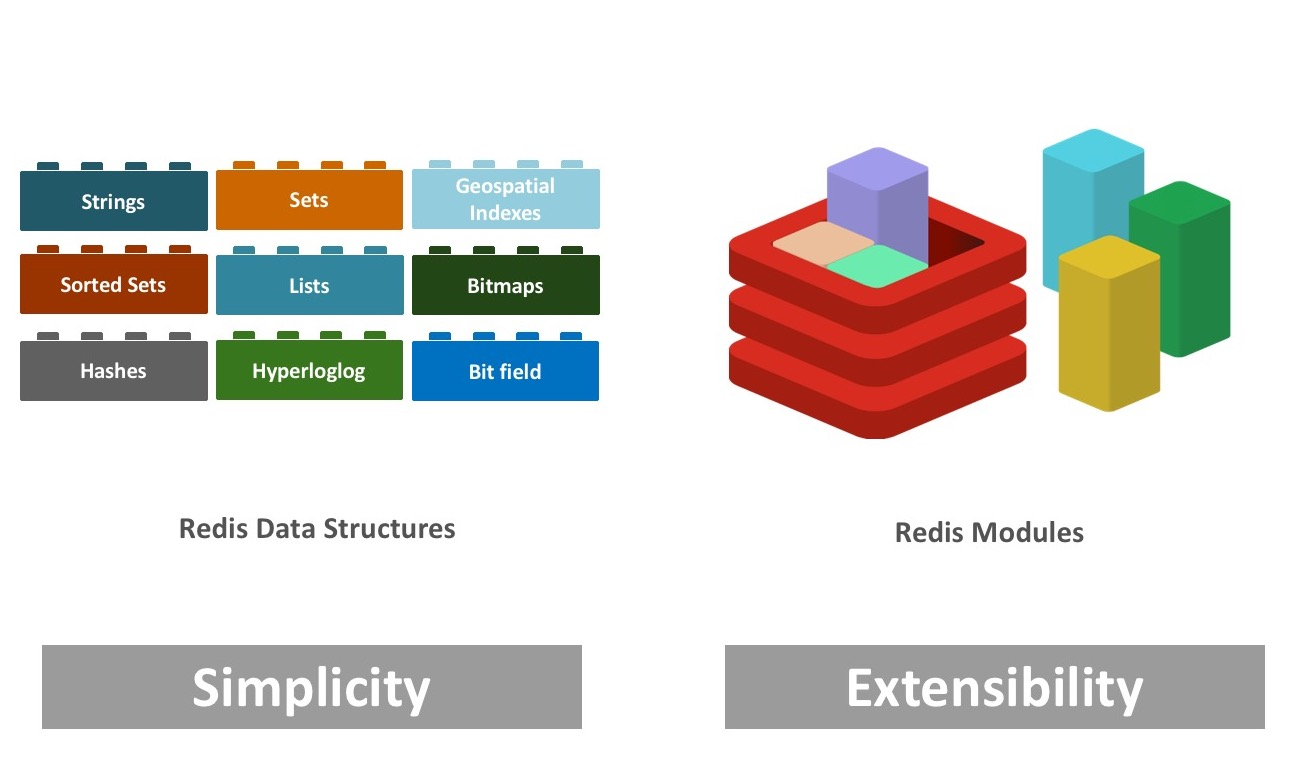 Strings
Sets
Geospatial
Indexes
Sorted Sets
Lists
Bitmaps
Hashes
Hyperloglog
Bit field
Redis Data Structures
Redis Modules
Simplicity
Extensibility